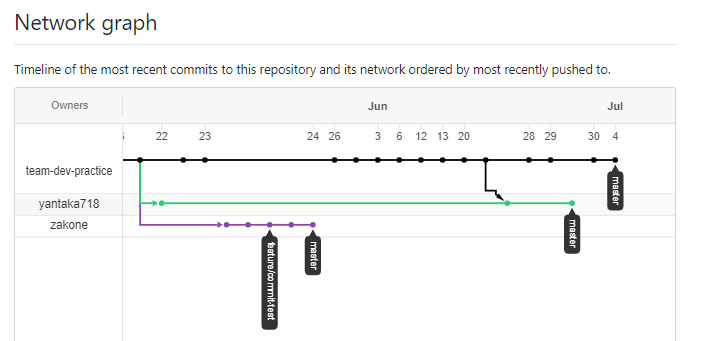 Network graph
Timeline of the most recent commits to this repository and its network ordered by most recently pushed to.
Owners Jun Jul
22 23 24 26 3 6 12 13 20 28 29 30 4
team-dev-practice
master
yantaka718
master
zakone
feature/commit-test
master